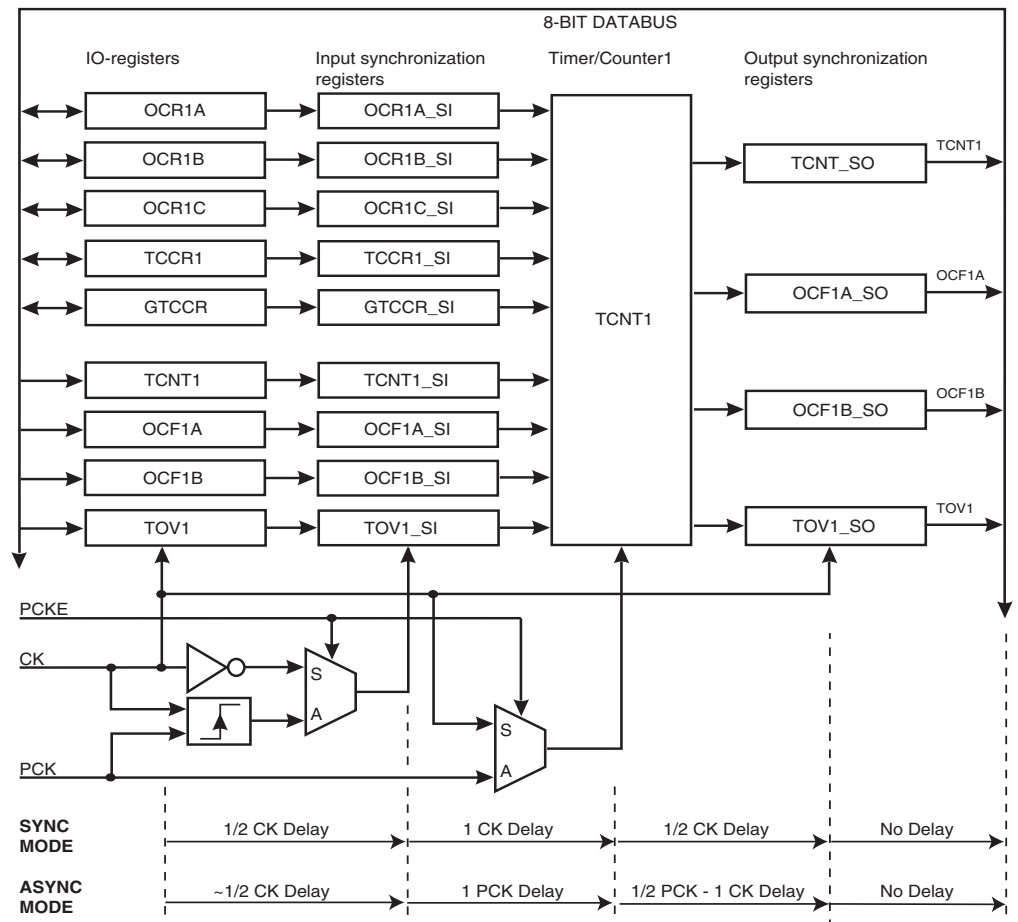 8-BIT DATABUS
IO-registers
Input synchronization
registers
Timer/Counter1
Output synchronization
registers
OCR1A
OCR1A_SI
OCR1B
OCR1B_SI
OCR1C
OCR1C_SI
TCCR1
TCCR1_SI
GTCCR
GTCCR_SI
TCNT1
TCNT1_SI
OCF1A
OCF1A_SI
OCF1B
OCF1B_SI
TOV1
TOV1_SI
TCNT1
TCNT_SO
TCNT1
OCF1A_SO
OCF1A
OCF1B_SO
OCF1B
TOV1_SO
TOV1
PCKE
CK
S
A
S
A
PCK
SYNC
MODE
1/2 CK Delay
1 CK Delay
1/2 CK Delay
No Delay
ASYNC
MODE
~1/2 CK Delay
1 PCK Delay
1/2 PCK - 1 CK Delay
No Delay